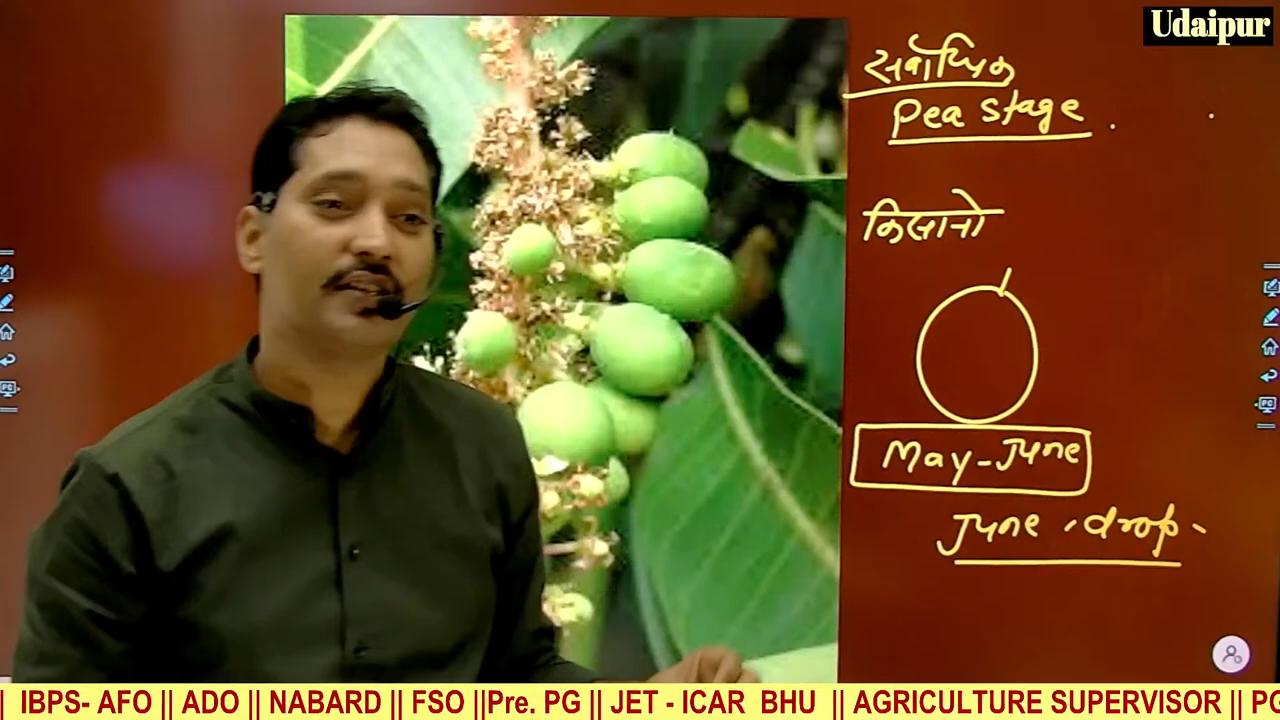 Udaipur
सर्वाधिक
Pea stage .
किसानो
May-June
June drop
| IBPS- AFO || ADO || NABARD || FSO ||Pre. PG || JET - ICAR BHU || AGRICULTURE SUPERVISOR || PG